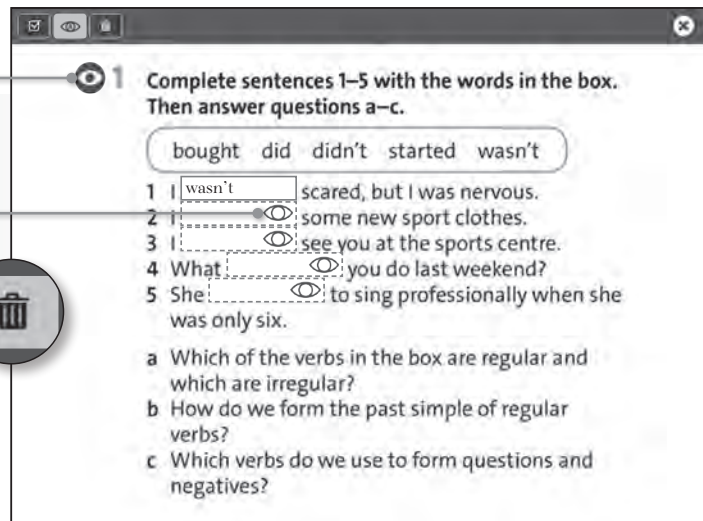 1 Complete sentences 1–5 with the words in the box.
Then answer questions a–c.
bought did didn't started wasn't
1 I wasn't scared, but I was nervous.
2 I some new sport clothes.
3 I see you at the sports centre.
4 What you do last weekend?
5 She to sing professionally when she
was only six.
a Which of the verbs in the box are regular and
which are irregular?
b How do we form the past simple of regular
verbs?
c Which verbs do we use to form questions and
negatives?